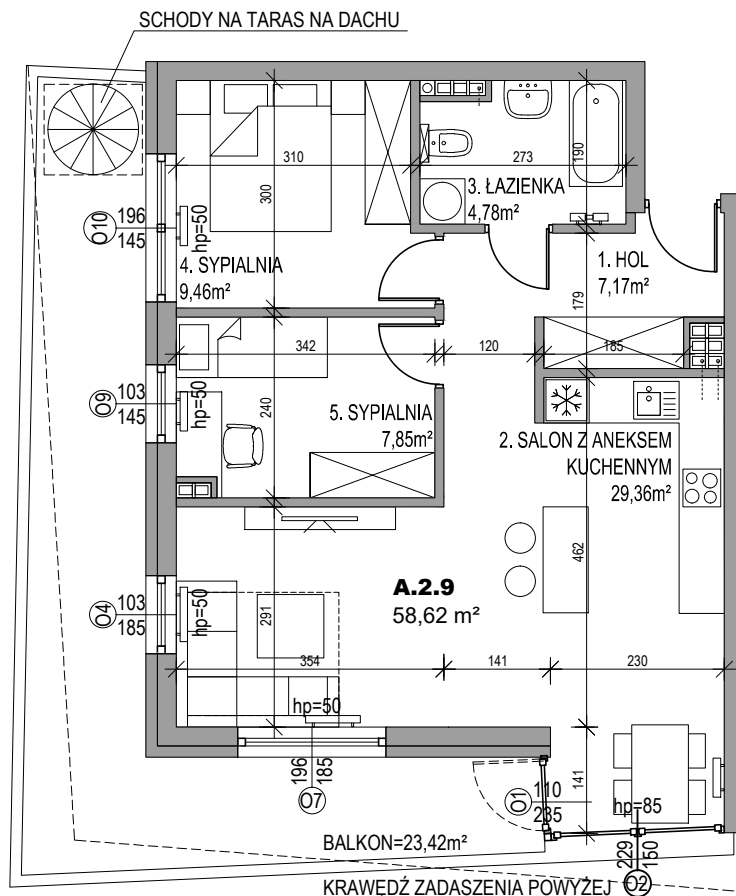 SCHODY NA TARAS NA DACHU
310
300
273
190
3. ŁAZIENKA
4,78m²
O10
196
145
hp=50
4. SYPIALNIA
9,46m²
1. HOL
7,17m²
179
342
120
185
O9
103
145
hp=50
240
5. SYPIALNIA
7,85m²
2. SALON Z ANEKSEM
KUCHENNYM
29,36m²
462
A.2.9
58,62 m²
O4
103
185
hp=50
291
354
141
230
hp=50
196
185
O7
O1
110
235
141
hp=85
229
150
O2
BALKON=23,42m²
KRAWĘDŹ ZADASZENIA POWYŻEJ